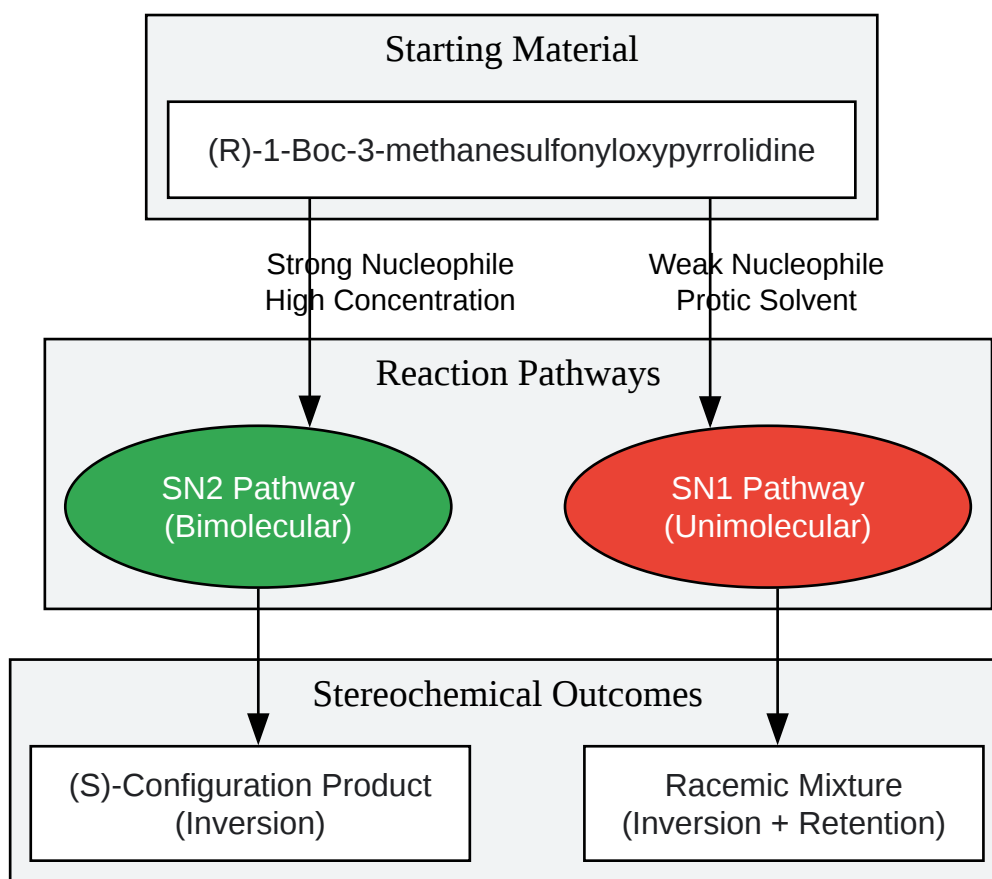 Starting Material
(R)-1-Boc-3-methanesulfonyloxypyrrolidine
Strong Nucleophile
High Concentration
Weak Nucleophile
Protic Solvent
Reaction Pathways
SN2 Pathway
(Bimolecular)
SN1 Pathway
(Unimolecular)
Stereochemical Outcomes
(S)-Configuration Product
(Inversion)
Racemic Mixture
(Inversion + Retention)